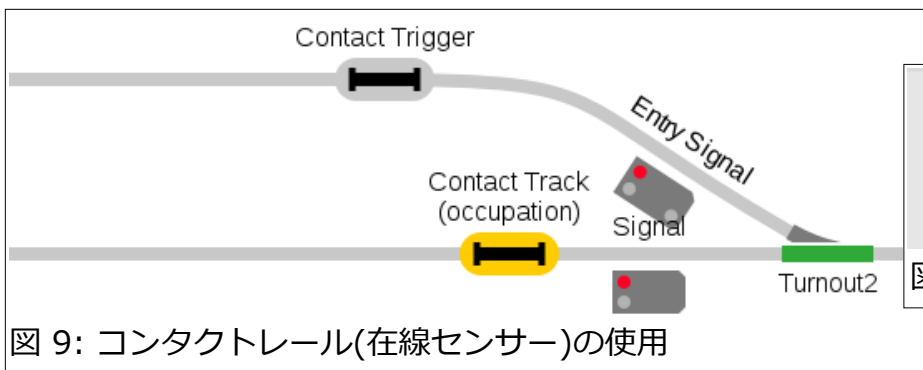 Contact Trigger
Entry Signal
Contact Track
(occupation)
Signal
Turnout2
図 9: コンタクトレール(在線センサー)の使用